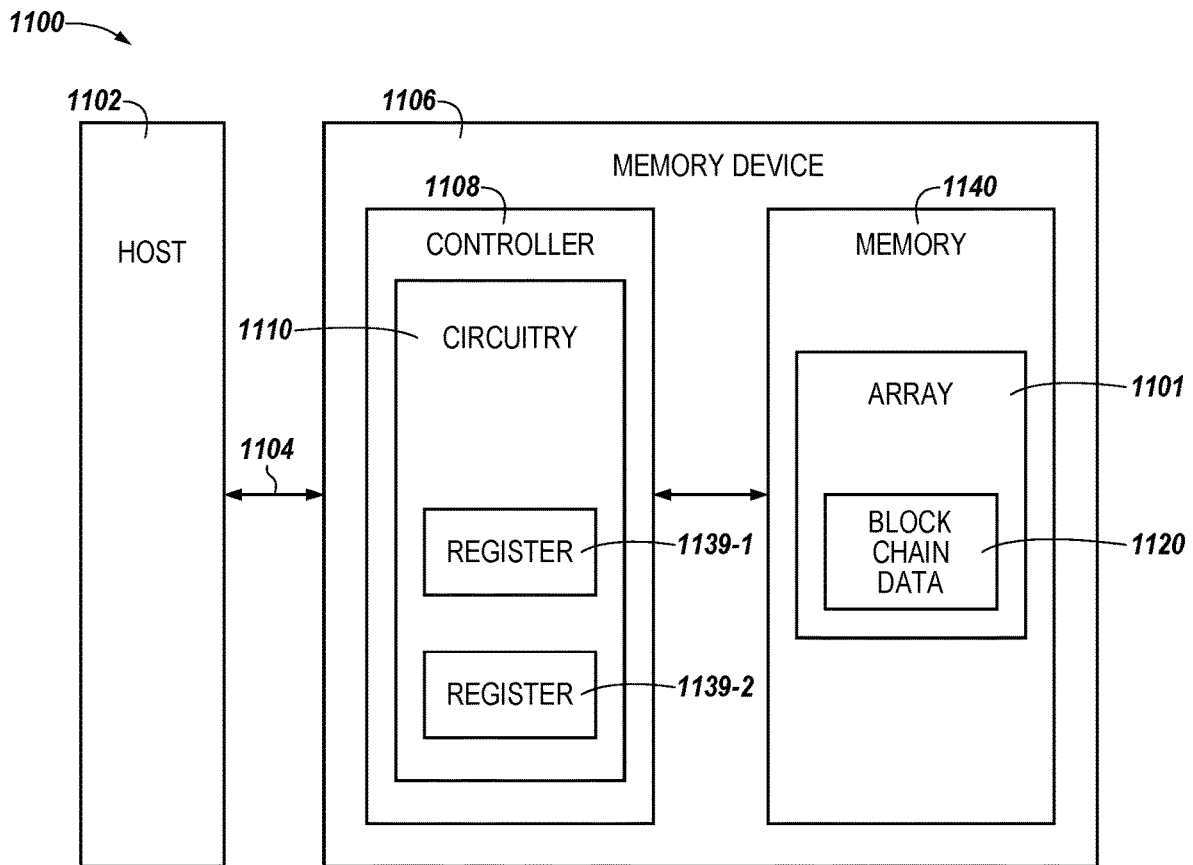 1100
1102
1106
MEMORY DEVICE
1108
1140
HOST
CONTROLLER
MEMORY
1110
CIRCUITRY
ARRAY
1101
1104
BLOCK
CHAIN
DATA
1120
REGISTER
1139-1
REGISTER
1139-2